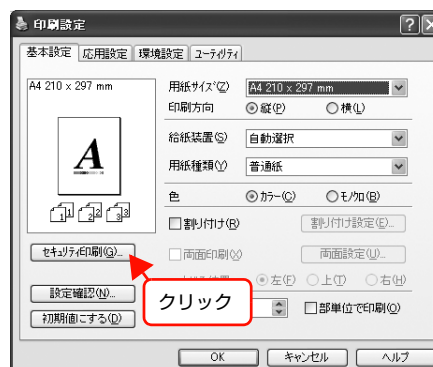 印刷設定
基本設定 応用設定 環境設定 ユーティリティ
A4 210 x 297 mm
A
用紙サイズ(Z) A4 210 x 297 mm
印刷方向 縦(P) 横(L)
給紙装置(S) 自動選択
用紙種類(Y) 普通紙
色 カラー(C) モノクロ(B)
1 1 2 2 3 3
割り付け(R) 割り付け設定(E)...
セキュリティ印刷(G)...
両面印刷(X) 両面設定(U)...
左(F) 上(T) 右(H)
クリック
設定確認(N)...
部単位で印刷(O)
初期値にする(D)
OK キャンセル ヘルプ